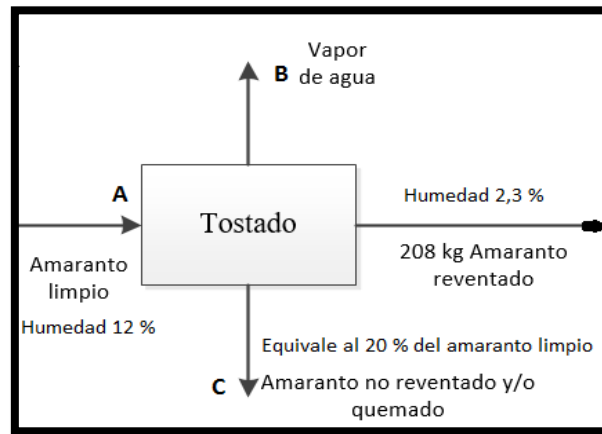 B Vapor
de agua
A
Humedad 2,3 %
Tostado
Amaranto
limpio
208 kg Amaranto
reventado
Humedad 12 %
Equivale al 20 % del amaranto limpio
C Amaranto no reventado y/o
quemado